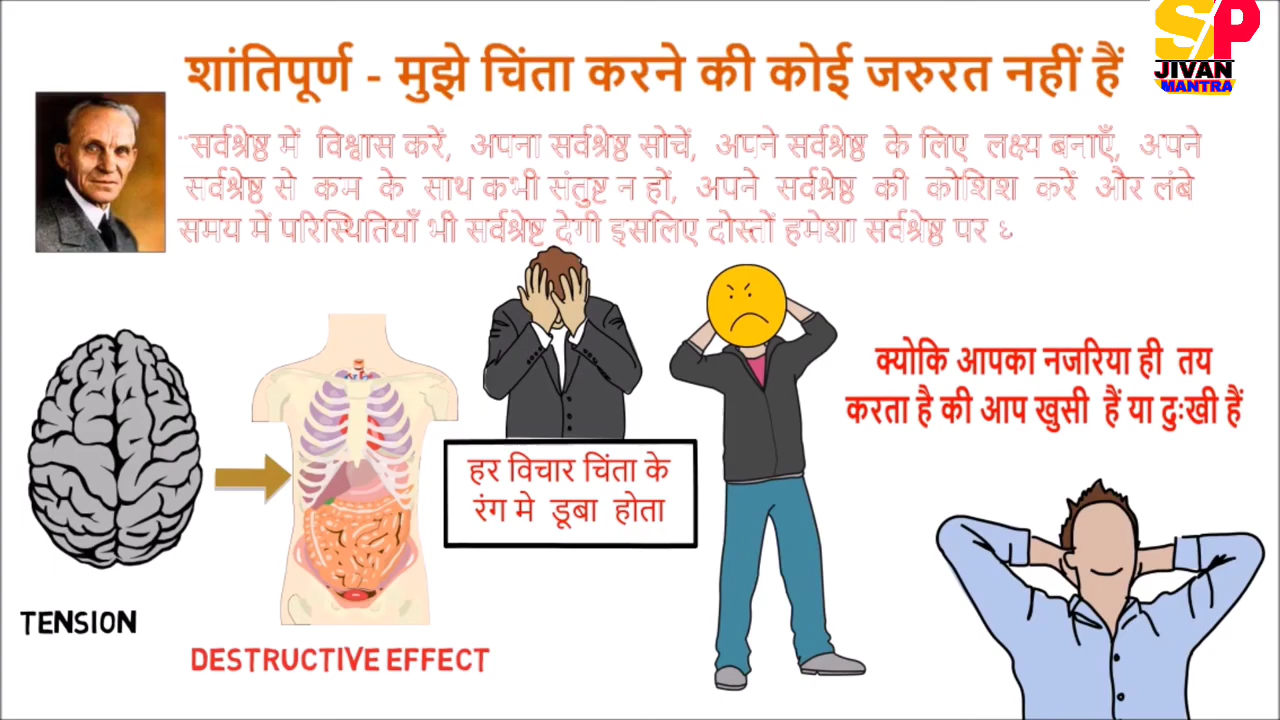 SP
JIVAN
MANTRA
शांतिपूर्ण - मुझे चिंता करने की कोई जरुरत नहीं हैं
"सर्वश्रेष्ठ में विश्वास करें, अपना सर्वश्रेष्ठ सोचें, अपने सर्वश्रेष्ठ के लिए लक्ष्य बनाएँ, अपने
सर्वश्रेष्ठ से कम के साथ कभी संतुष्ट न हों, अपने सर्वश्रेष्ठ की कोशिश करें और लंबे
समय में परिस्थितियाँ भी सर्वश्रेष्ट देगी इसलिए दोस्तों हमेशा सर्वश्रेष्ठ पर
क्योकि आपका नजरिया ही तय
करता है की आप खुसी हैं या दुःखी हैं
हर विचार चिंता के
रंग मे डूबा होता
TENSION
DESTRUCTIVE EFFECT